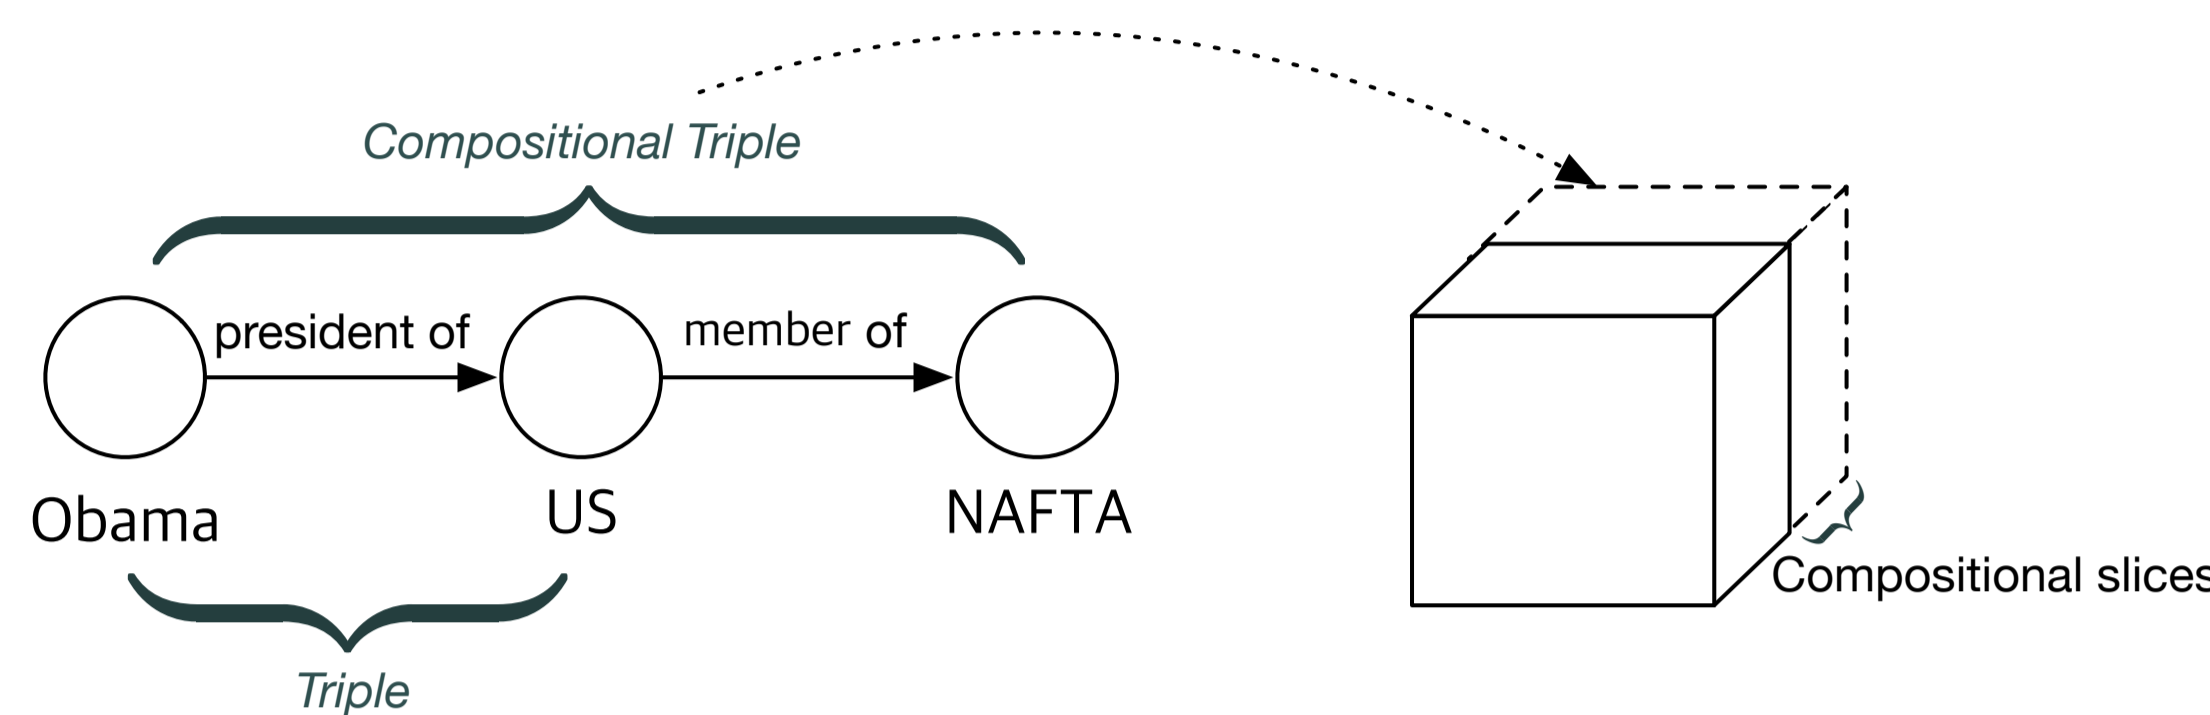 Compositional Triple
president of
member of
Obama
US
NAFTA
Compositional slices
Triple